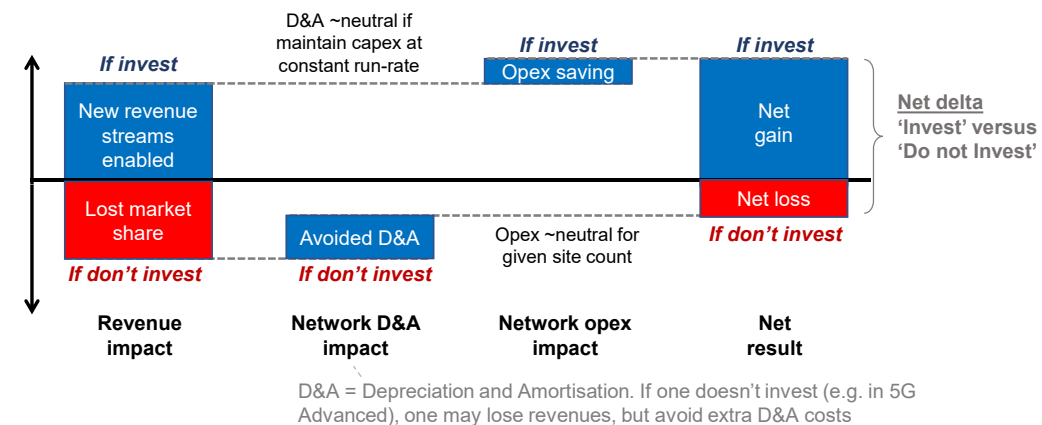 D&A ~neutral if
maintain capex at
constant run-rate
If invest
If invest
If invest
Opex saving
New revenue
streams
enabled
Net
gain
Net delta
‘Invest’ versus
‘Do not Invest’
Lost market
share
Avoided D&A
Net loss
Opex ~neutral for
given site count
If don't invest
If don't invest
If don't invest
Revenue
impact
Network D&A
impact
Network opex
impact
Net
result
D&A = Depreciation and Amortisation. If one doesn’t invest (e.g. in 5G
Advanced), one may lose revenues, but avoid extra D&A costs